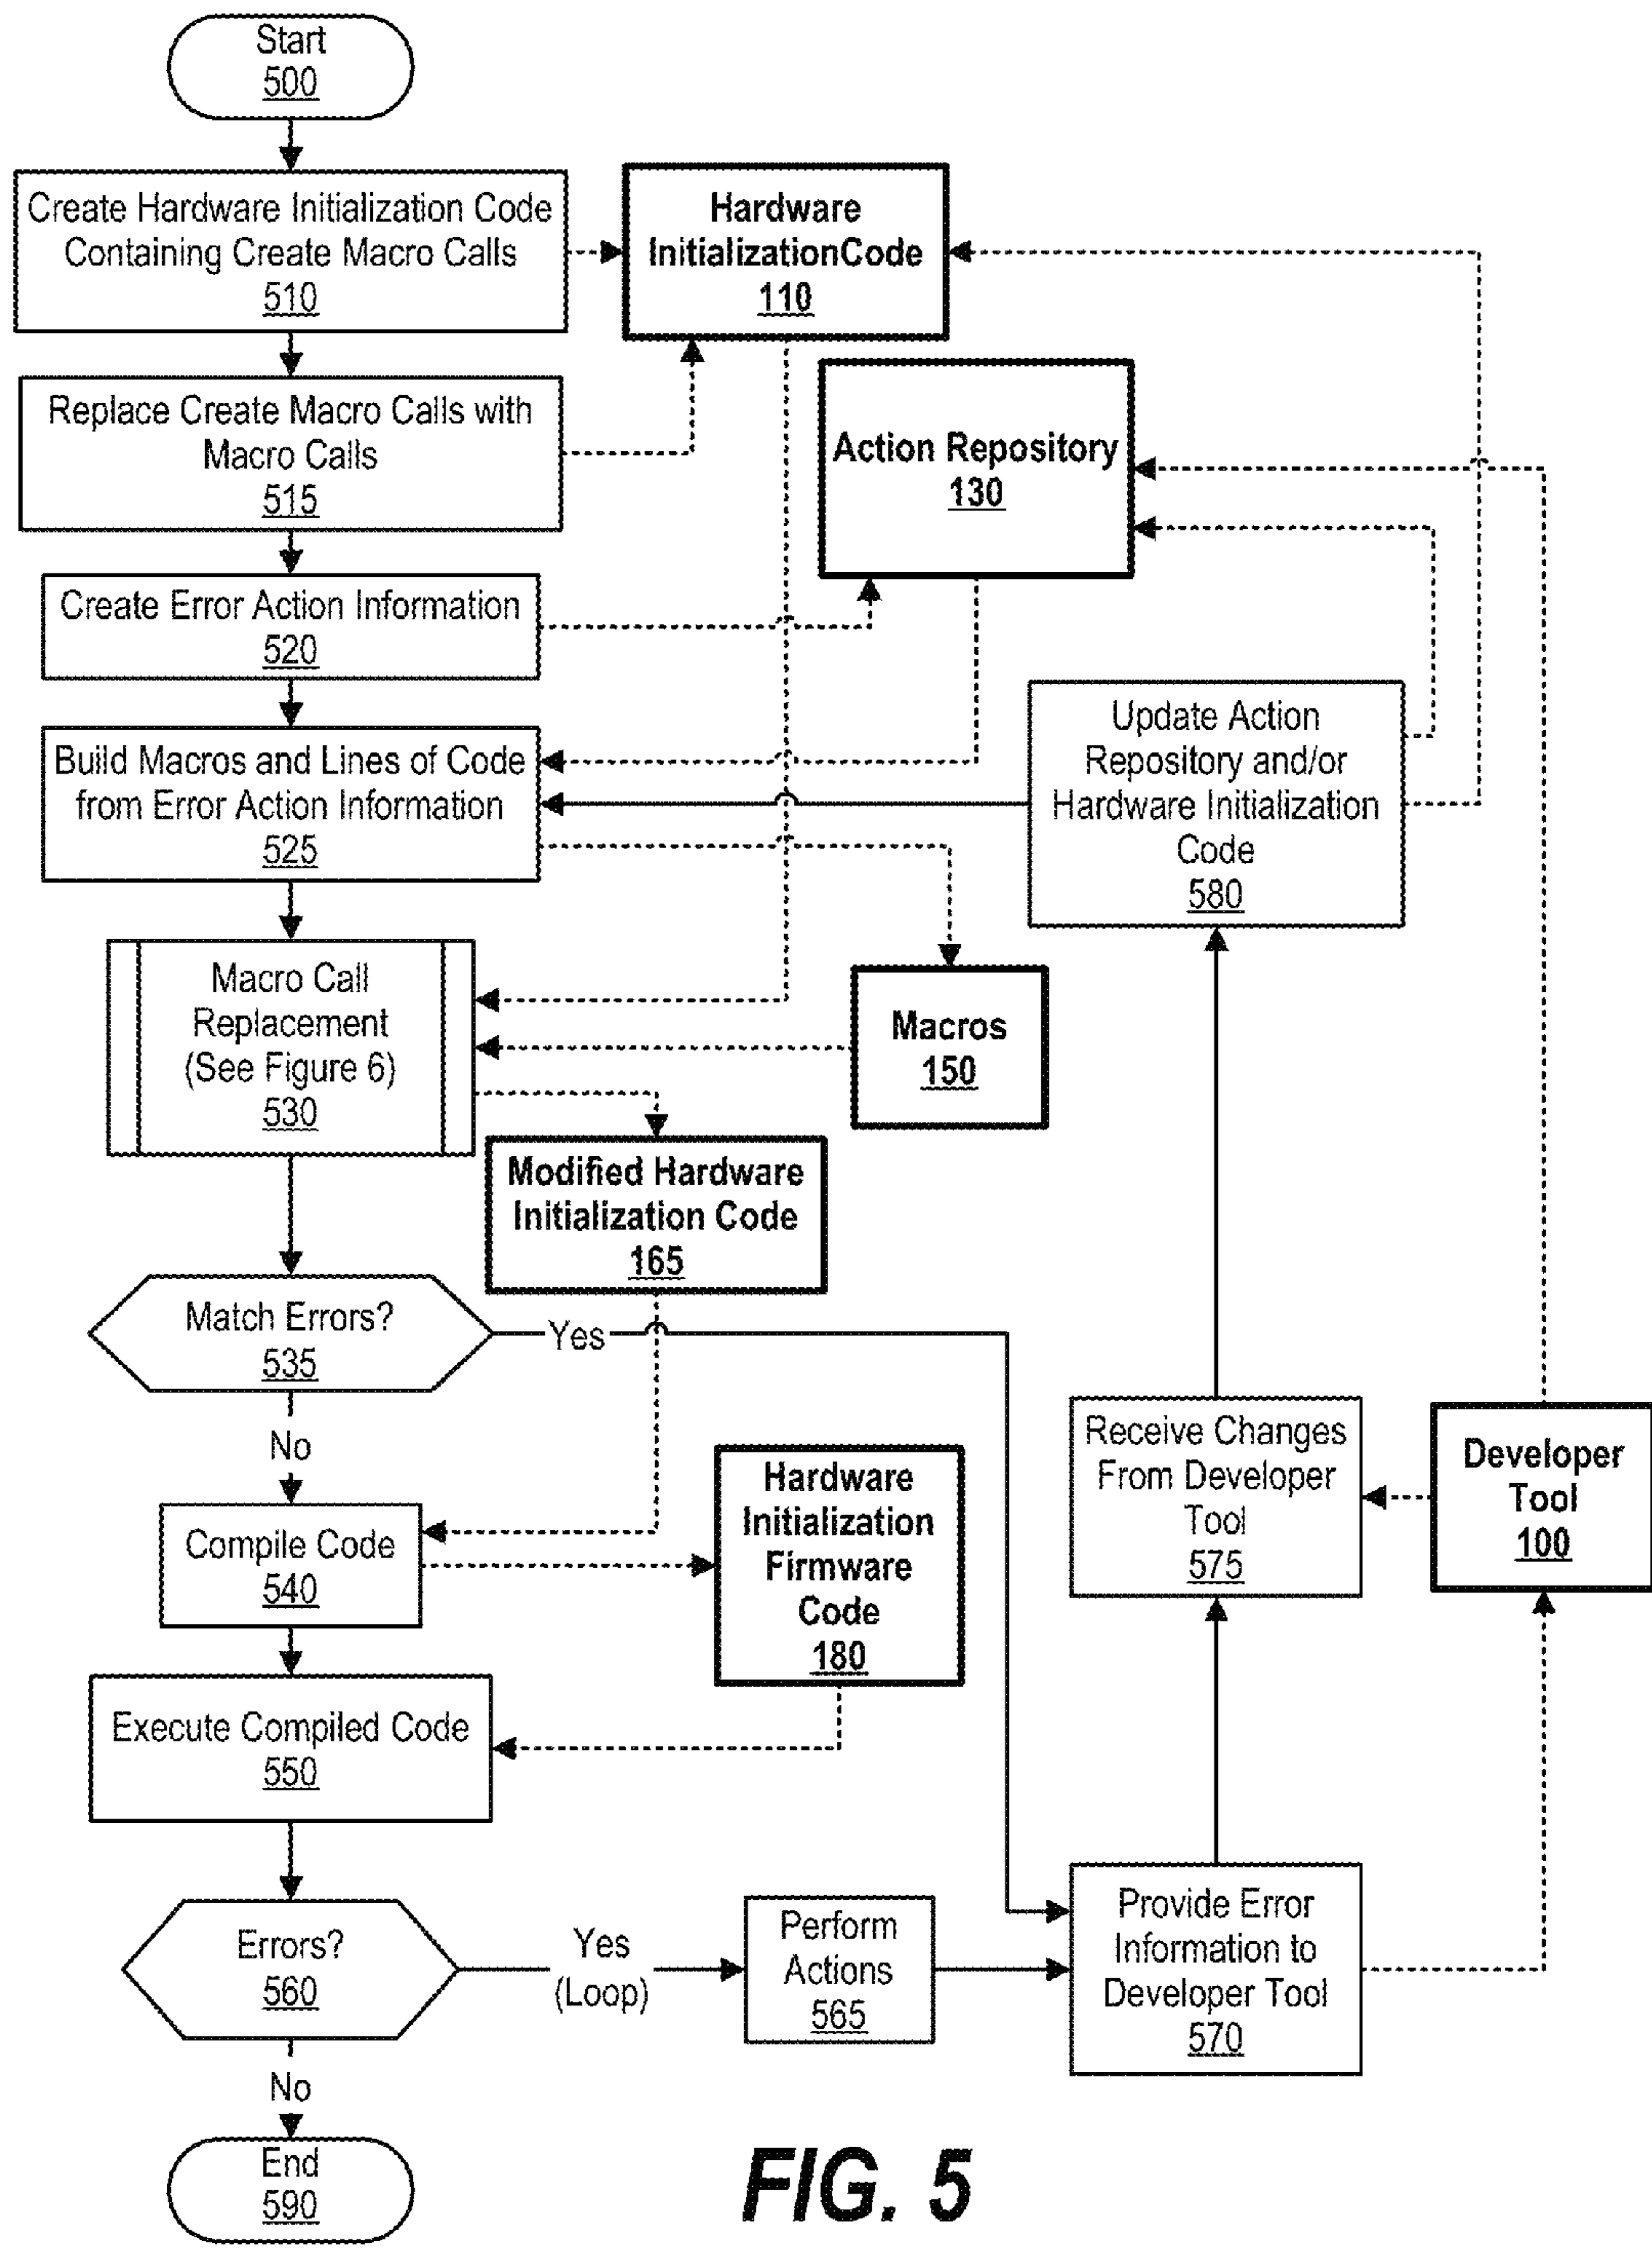 Start
500
Create Hardware Initialization Code
Containing Create Macro Calls
510
Hardware
InitializationCode
110
Replace Create Macro Calls with
Macro Calls
515
Action Repository
130
Create Error Action Information
520
Build Macros and Lines of Code
from Error Action Information
525
Update Action
Repository and/or
Hardware Initialization
Code
580
Macro Call
Replacement
(See Figure 6)
530
Macros
150
Modified Hardware
Initialization Code
165
Match Errors?
535
Yes
No
Receive Changes
From Developer
Tool
575
Developer
Tool
100
Hardware
Initialization
Firmware
Code
180
Compile Code
540
Execute Compiled Code
550
Errors?
560
Yes
(Loop)
Perform
Actions
565
Provide Error
Information to
Developer Tool
570
No
End
590
FIG. 5